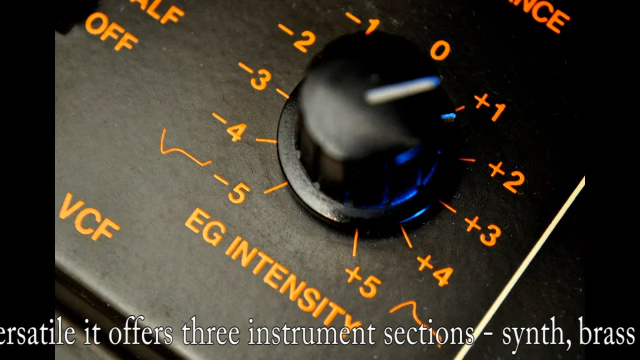 OFF
-1
0
-2
-3
+1
-4
+2
-5
+3
VCF
EG INTENSITY
+5
+4
it offers three instrument sections - synth, brass